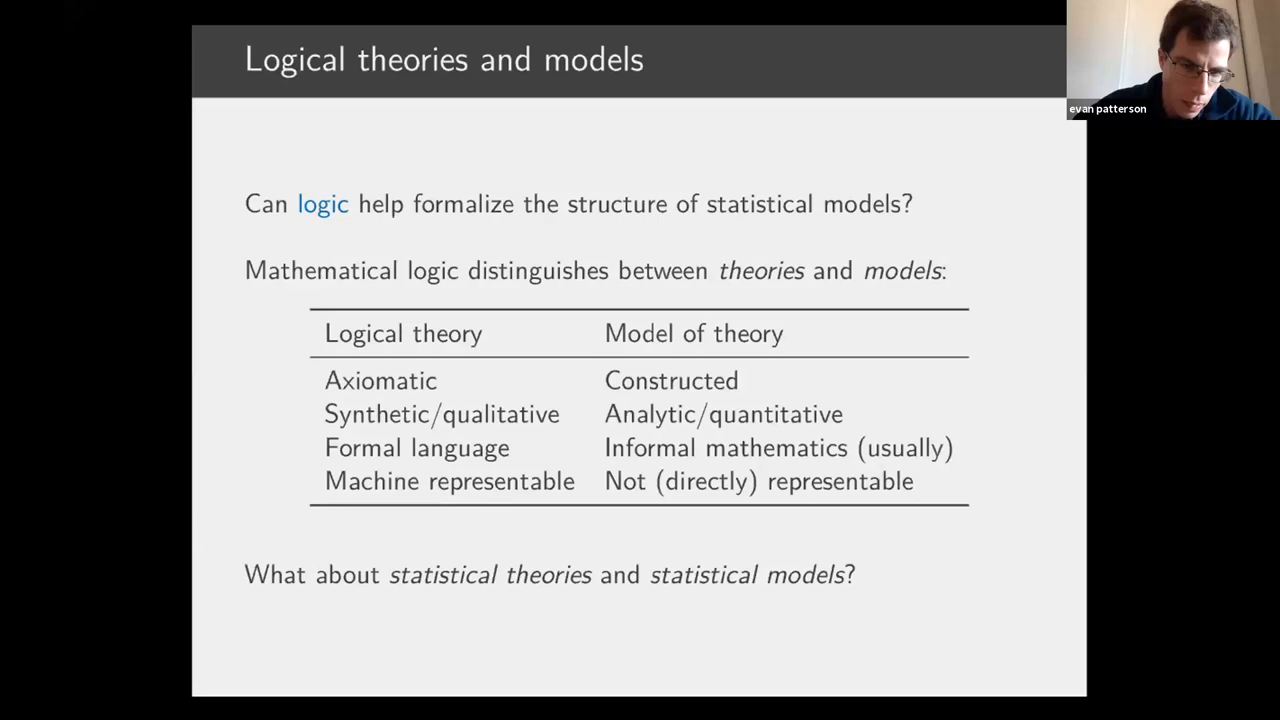 Logical theories and models
evan patterson
Can logic help formalize the structure of statistical models?
Mathematical logic distinguishes between theories and models:
Logical theory Model of theory
Axiomatic Constructed
Synthetic/qualitative Analytic/quantitative
Formal language Informal mathematics (usually)
Machine representable Not (directly) representable
What about statistical theories and statistical models?